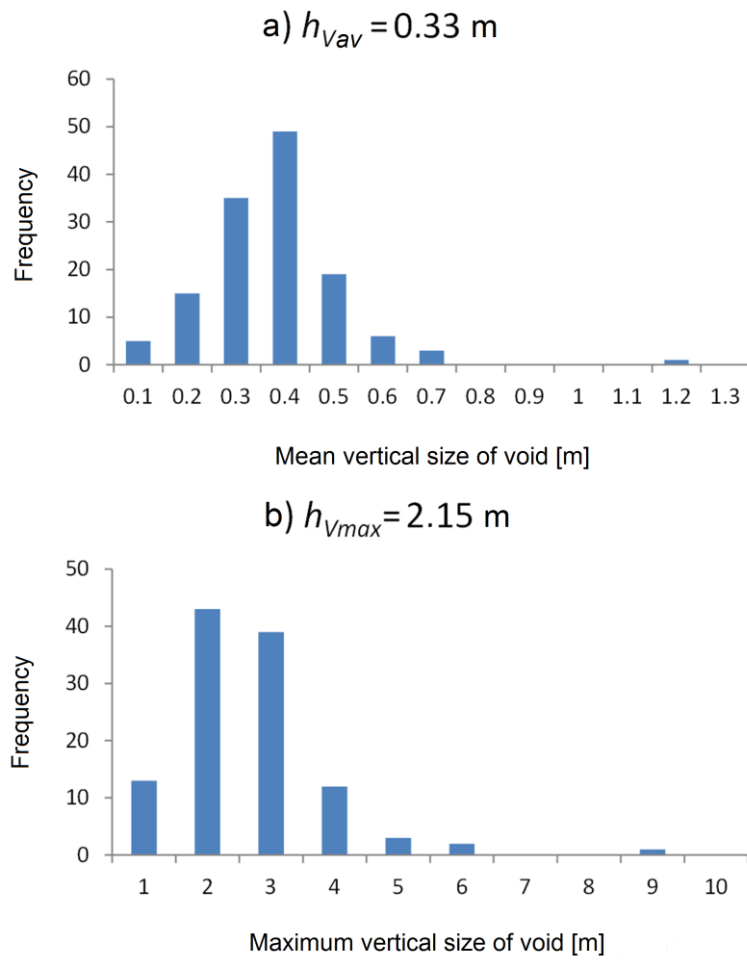 a) hVav = 0.33 m
60
50
40
30
20
10
0
Frequency
0.1 0.2 0.3 0.4 0.5 0.6 0.7 0.8 0.9 1 1.1 1.2 1.3
Mean vertical size of void [m]
b) hVmax = 2.15 m
50
40
30
20
10
0
Frequency
1 2 3 4 5 6 7 8 9 10
Maximum vertical size of void [m]